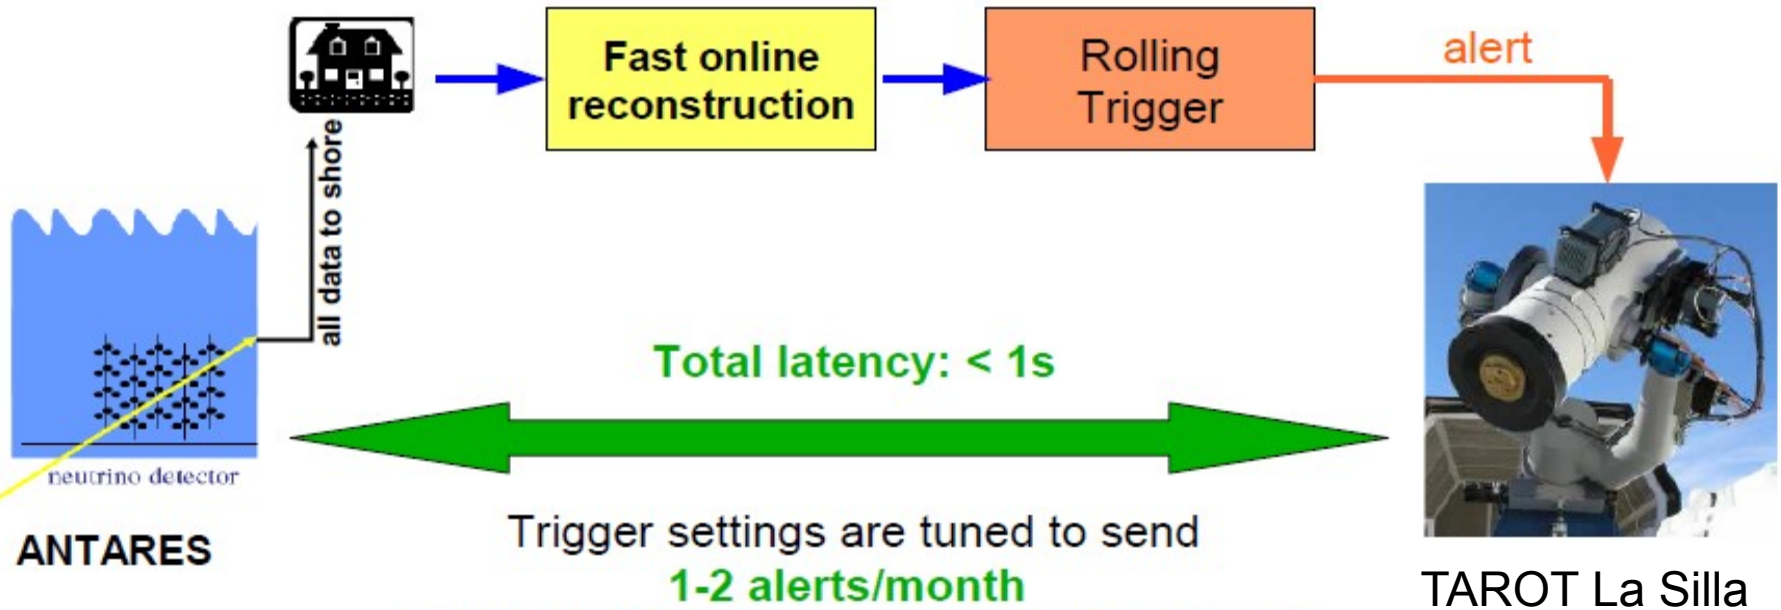 Fast online
reconstruction
Rolling
Trigger
alert
all data to shore
Total latency: < 1s
neutrino detector
ANTARES
Trigger settings are tuned to send
1-2 alerts/month
TAROT La Silla